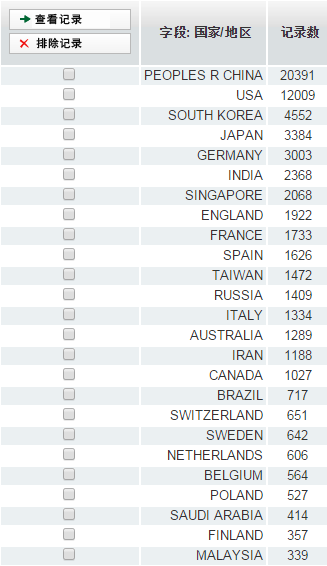 查看记录
排除记录
字段: 国家/地区 记录数
PEOPLES R CHINA 20391
USA 12009
SOUTH KOREA 4552
JAPAN 3384
GERMANY 3003
INDIA 2368
SINGAPORE 2068
ENGLAND 1922
FRANCE 1733
SPAIN 1626
TAIWAN 1472
RUSSIA 1409
ITALY 1334
AUSTRALIA 1289
IRAN 1188
CANADA 1027
BRAZIL 717
SWITZERLAND 651
SWEDEN 642
NETHERLANDS 606
BELGIUM 564
POLAND 527
SAUDI ARABIA 414
FINLAND 357
MALAYSIA 339